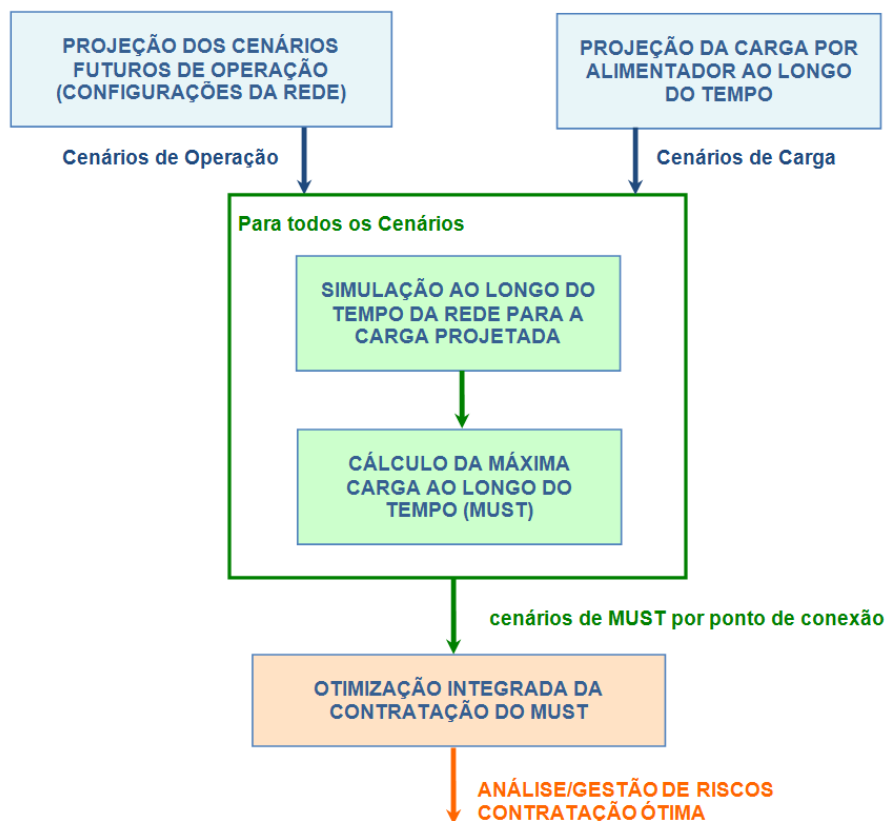 PROJEÇÃO DOS CENÁRIOS
FUTUROS DE OPERAÇÃO
(CONFIGURAÇÕES DA REDE)
PROJEÇÃO DA CARGA POR
ALIMENTADOR AO LONGO
DO TEMPO
Cenários de Operação
Cenários de Carga
Para todos os Cenários
SIMULAÇÃO AO LONGO DO
TEMPO DA REDE PARA A
CARGA PROJETADA
CÁLCULO DA MÁXIMA
CARGA AO LONGO DO
TEMPO (MUST)
cenários de MUST por ponto de conexão
OTIMIZAÇÃO INTEGRADA DA
CONTRATAÇÃO DO MUST
ANÁLISE/GESTÃO DE RISCOS
CONTRATAÇÃO ÓTIMA